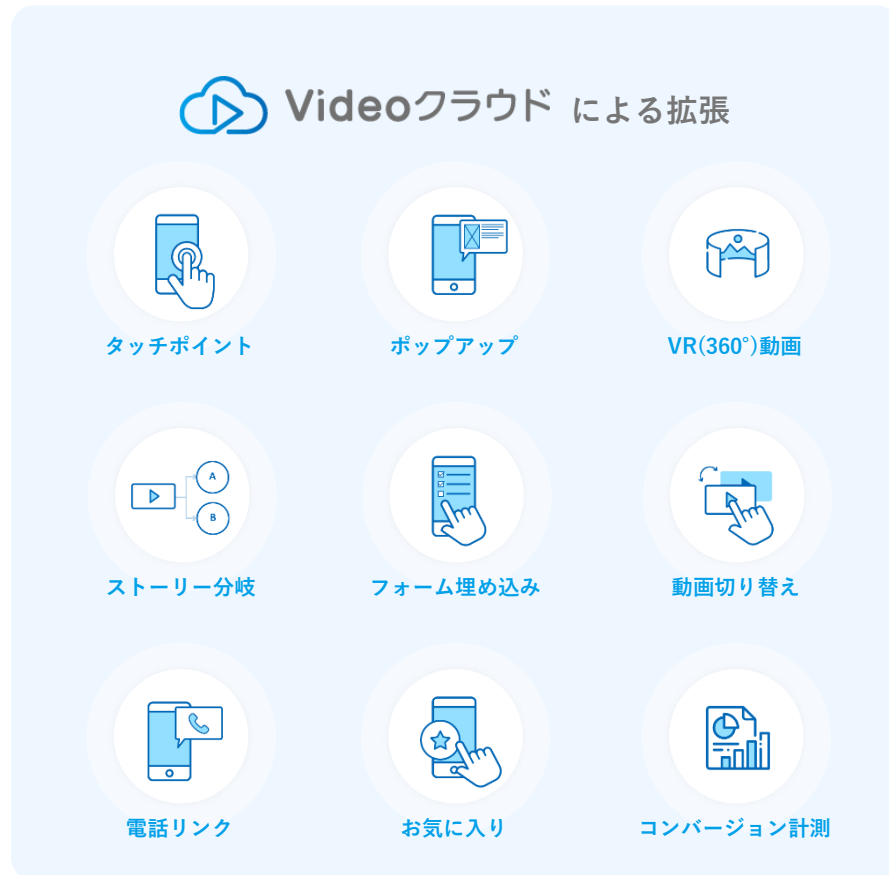 Videoクラウド による拡張
タッチポイント
ポップアップ
VR(360°)動画
A
B
ストーリー分岐
フォーム埋め込み
動画切り替え
電話リンク
お気に入り
コンバージョン計測